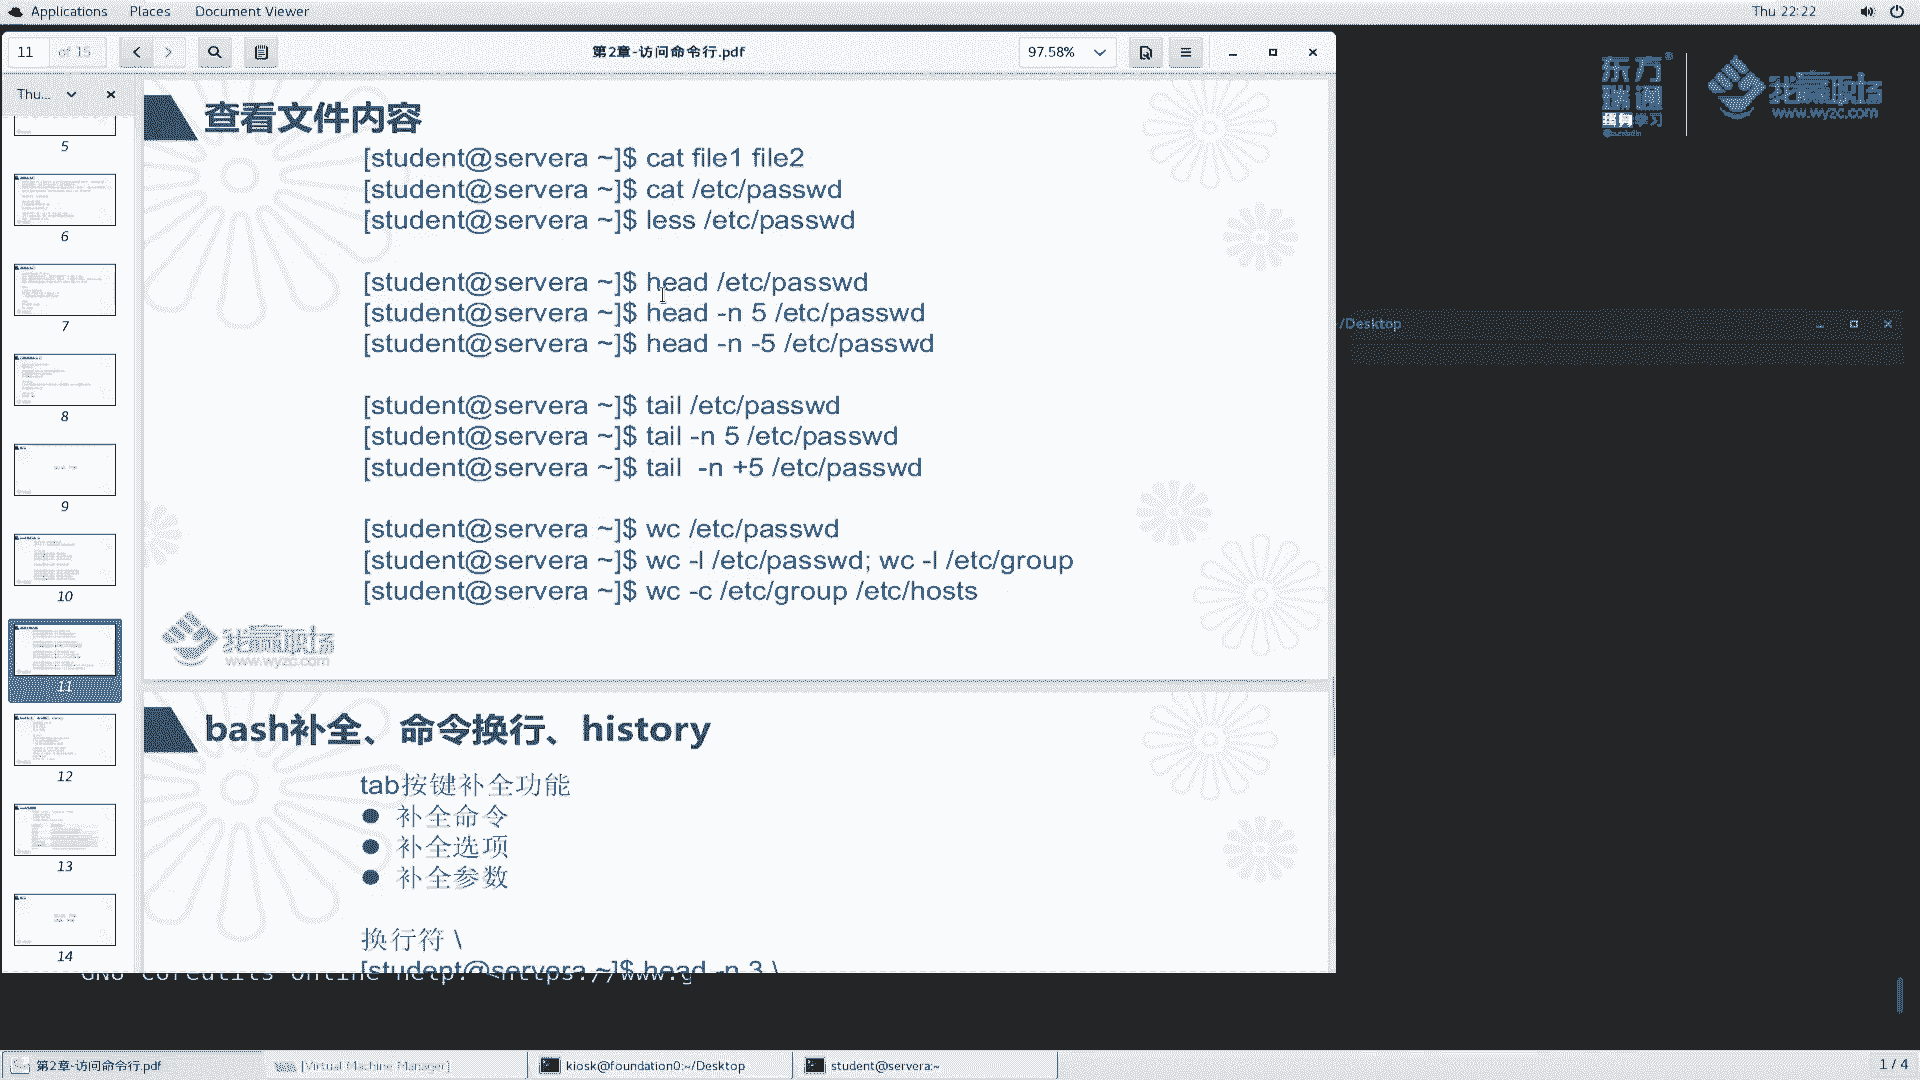 Applications Places Document Viewer Thu 22:22
11 of 15 第2章-访问命令行.pdf 97.58%
Thu...
5
6
7
8
9
10
11
12
13
14
查看文件内容
[student@servera ~]$ cat file1 file2
[student@servera ~]$ cat /etc/passwd
[student@servera ~]$ less /etc/passwd
[student@servera ~]$ head /etc/passwd
[student@servera ~]$ head -n 5 /etc/passwd
[student@servera ~]$ head -n -5 /etc/passwd
[student@servera ~]$ tail /etc/passwd
[student@servera ~]$ tail -n 5 /etc/passwd
[student@servera ~]$ tail  -n +5 /etc/passwd
[student@servera ~]$ wc /etc/passwd
[student@servera ~]$ wc -l /etc/passwd; wc -l /etc/group
[student@servera ~]$ wc -c /etc/group /etc/hosts
我赢职场
www.wyzc.com
bash补全、命令换行、history
tab按键补全功能
● 补全命令
● 补全选项
● 补全参数
换行符 \
[student@servera ~]$ head -n 3 \
东方
瑞通
我赢职场
www.wyzc.com
/Desktop
GNU coreutils online help: <https://www.g
第2章-访问命令行.pdf [Virtual Machine Manager] kiosk@foundation0:~/Desktop student@servera:~ 1 / 4